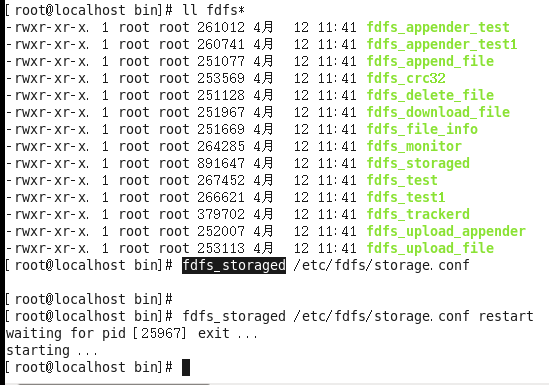 [root@localhost bin]# ll fdfs*
-rwxr-xr-x. 1 root root 261012 4月 12 11:41 fdfs_appender_test
-rwxr-xr-x. 1 root root 260741 4月 12 11:41 fdfs_appender_test1
-rwxr-xr-x. 1 root root 251077 4月 12 11:41 fdfs_append_file
-rwxr-xr-x. 1 root root 253569 4月 12 11:41 fdfs_crc32
-rwxr-xr-x. 1 root root 251128 4月 12 11:41 fdfs_delete_file
-rwxr-xr-x. 1 root root 251967 4月 12 11:41 fdfs_download_file
-rwxr-xr-x. 1 root root 251669 4月 12 11:41 fdfs_file_info
-rwxr-xr-x. 1 root root 264285 4月 12 11:41 fdfs_monitor
-rwxr-xr-x. 1 root root 891647 4月 12 11:41 fdfs_storaged
-rwxr-xr-x. 1 root root 267452 4月 12 11:41 fdfs_test
-rwxr-xr-x. 1 root root 266621 4月 12 11:41 fdfs_test1
-rwxr-xr-x. 1 root root 379702 4月 12 11:41 fdfs_trackerd
-rwxr-xr-x. 1 root root 252007 4月 12 11:41 fdfs_upload_appender
-rwxr-xr-x. 1 root root 253113 4月 12 11:41 fdfs_upload_file
[root@localhost bin]# fdfs_storaged /etc/fdfs/storage.conf
[root@localhost bin]#
[root@localhost bin]# fdfs_storaged /etc/fdfs/storage.conf restart
waiting for pid [25967] exit ...
starting ...
[root@localhost bin]#